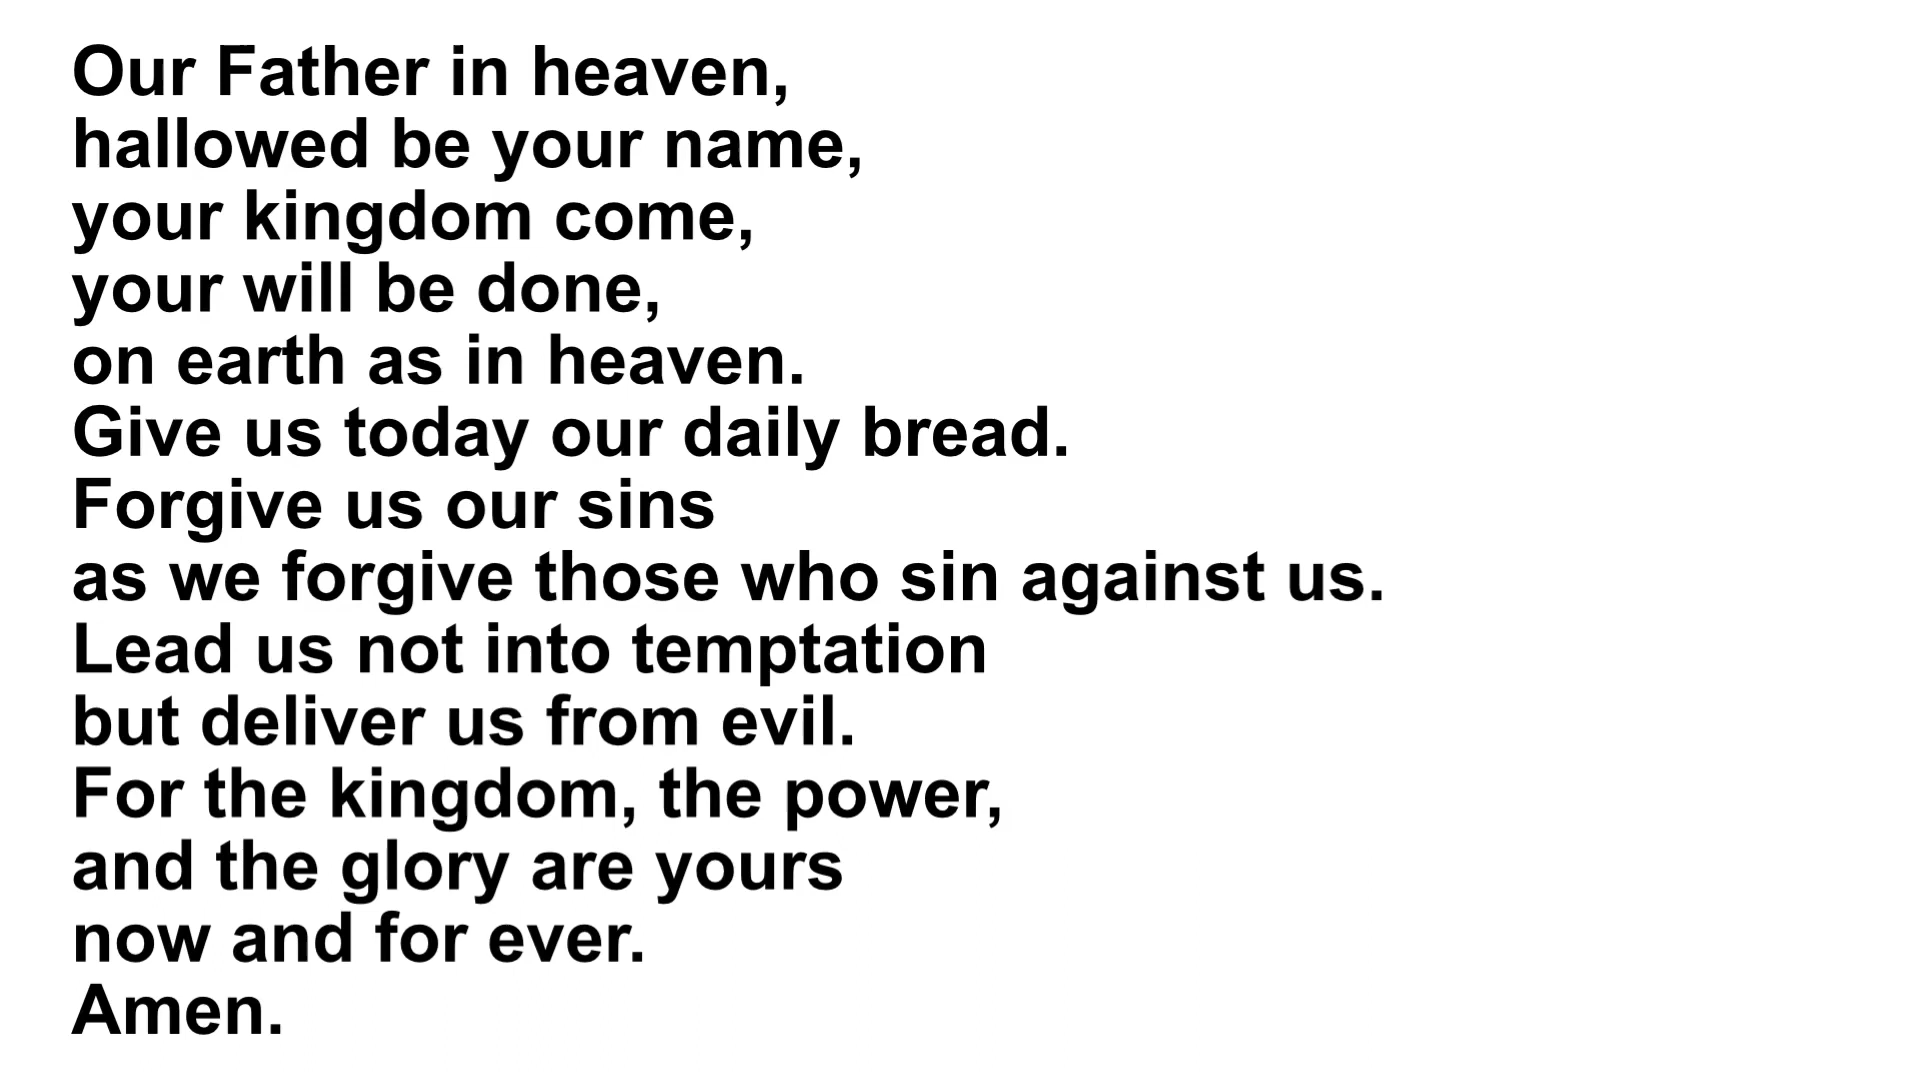 Our Father in heaven,
hallowed be your name,
your kingdom come,
your will be done,
on earth as in heaven.
Give us today our daily bread.
Forgive us our sins
as we forgive those who sin against us.
Lead us not into temptation
but deliver us from evil.
For the kingdom, the power,
and the glory are yours
now and for ever.
Amen.